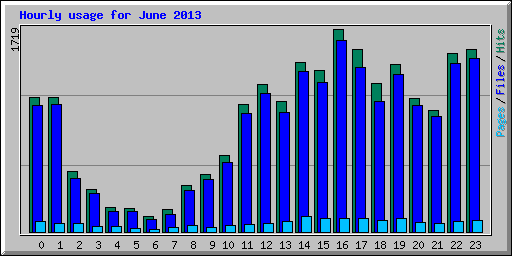 Hourly usage for June 2013
1719
Pages/Files/Hits
0 1 2 3 4 5 6 7 8 9 10 11 12 13 14 15 16 17 18 19 20 21 22 23